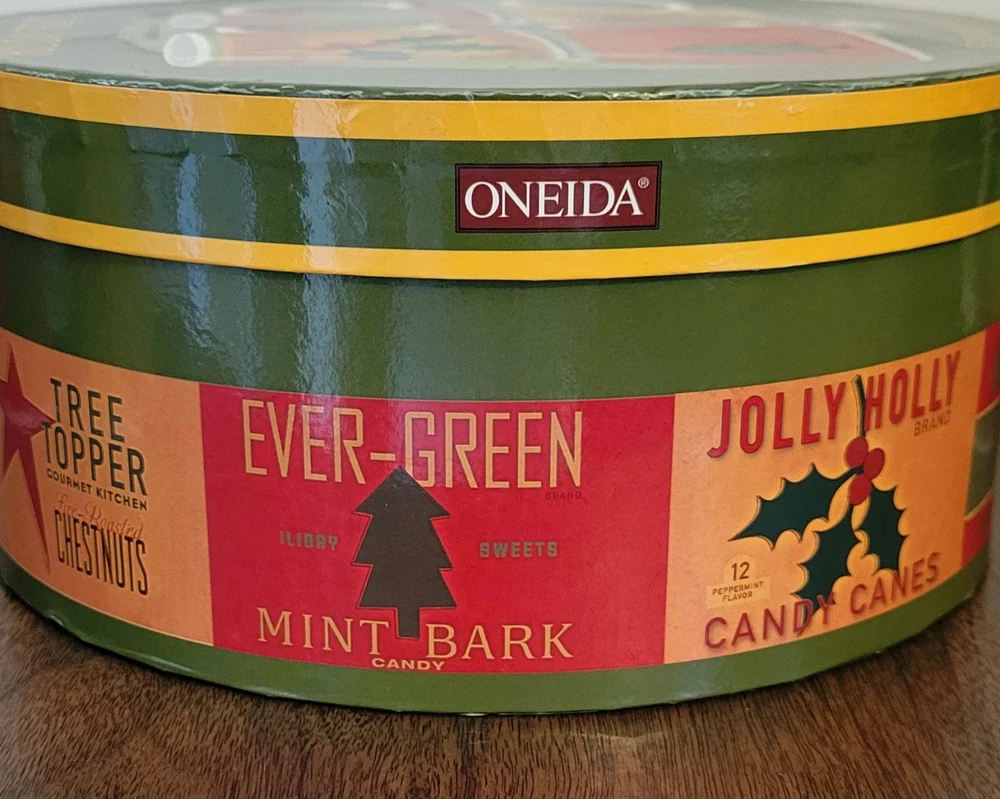 ONEIDA®
TREE
TOPPER
GOURMET KITCHEN
Fire-Roasted
CHESTNUTS
EVER-GREEN
BRAND
ILIDAY SWEETS
MINT BARK
CANDY
JOLLY HOLLY
BRAND
12
PEPPERMINT
FLAVOR
CANDY CANES